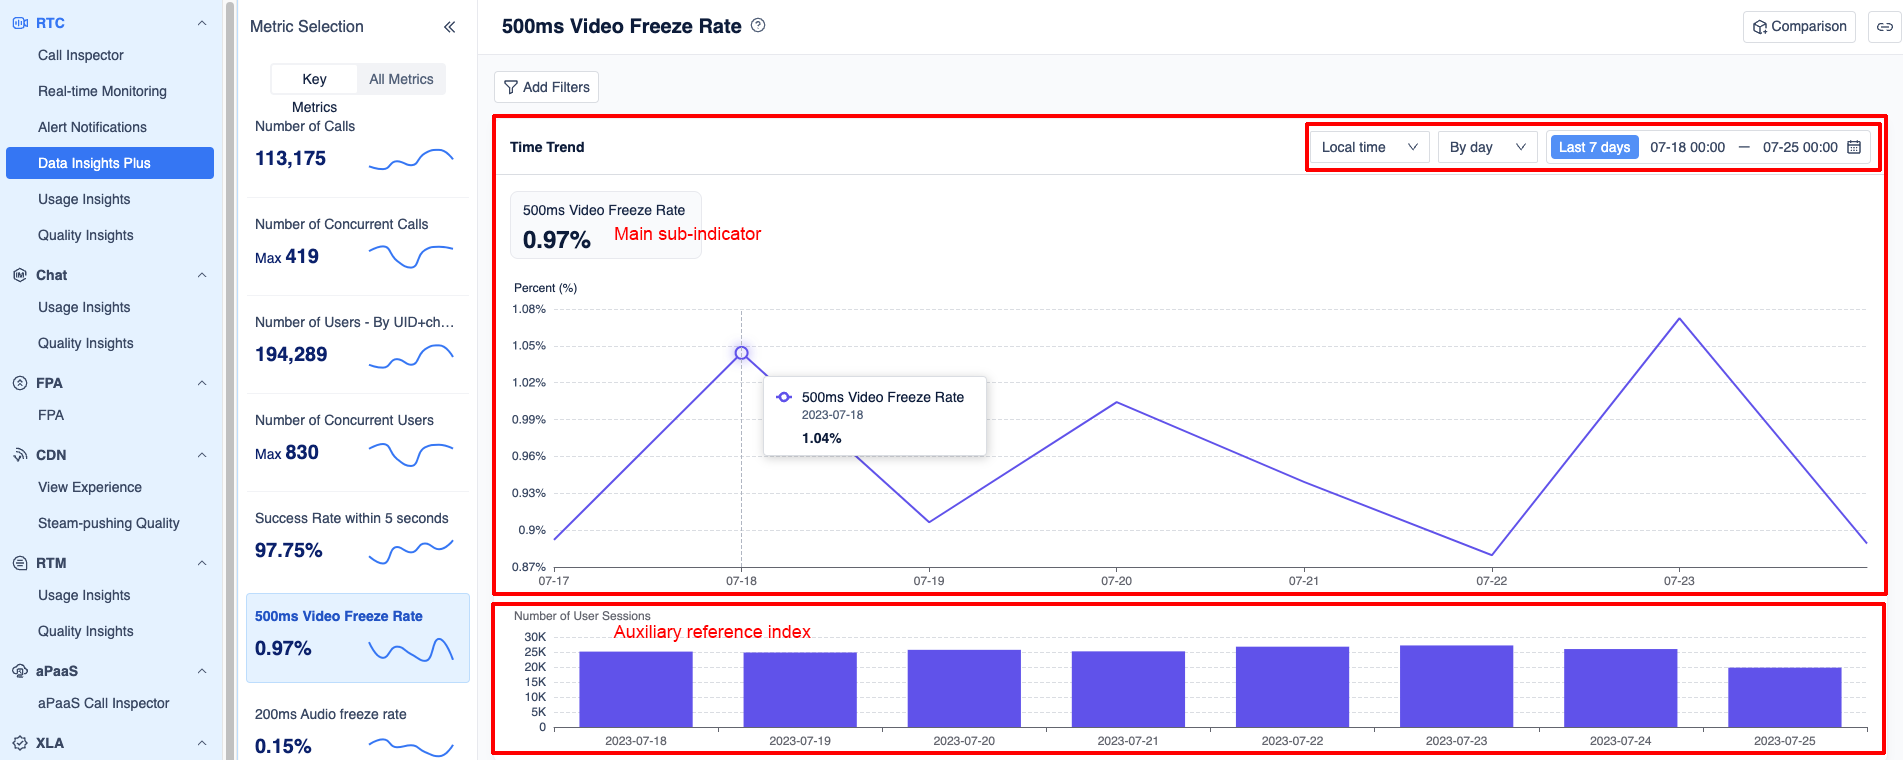 RTC
Call Inspector
Real-time Monitoring
Alert Notifications
Data Insights Plus
Usage Insights
Quality Insights
Chat
Usage Insights
Quality Insights
FPA
FPA
CDN
View Experience
Steam-pushing Quality
RTM
Usage Insights
Quality Insights
aPaaS
aPaaS Call Inspector
XLA
Metric Selection
Key Metrics
All Metrics
Number of Calls
113,175
Number of Concurrent Calls
Max 419
Number of Users - By UID+ch...
194,289
Number of Concurrent Users
Max 830
Success Rate within 5 seconds
97.75%
500ms Video Freeze Rate
0.97%
200ms Audio freeze rate
0.15%
500ms Video Freeze Rate
Comparison
Add Filters
Time Trend
Local time
By day
Last 7 days
07-18 00:00 — 07-25 00:00
500ms Video Freeze Rate
0.97%
Main sub-indicator
Percent (%)
1.08%
1.05%
1.02%
0.99%
0.96%
0.93%
0.9%
0.87%
500ms Video Freeze Rate
2023-07-18
1.04%
07-17 07-18 07-19 07-20 07-21 07-22 07-23
Number of User Sessions
Auxiliary reference index
30K
25K
20K
15K
10K
5K
0
2023-07-18 2023-07-19 2023-07-20 2023-07-21 2023-07-22 2023-07-23 2023-07-24 2023-07-25